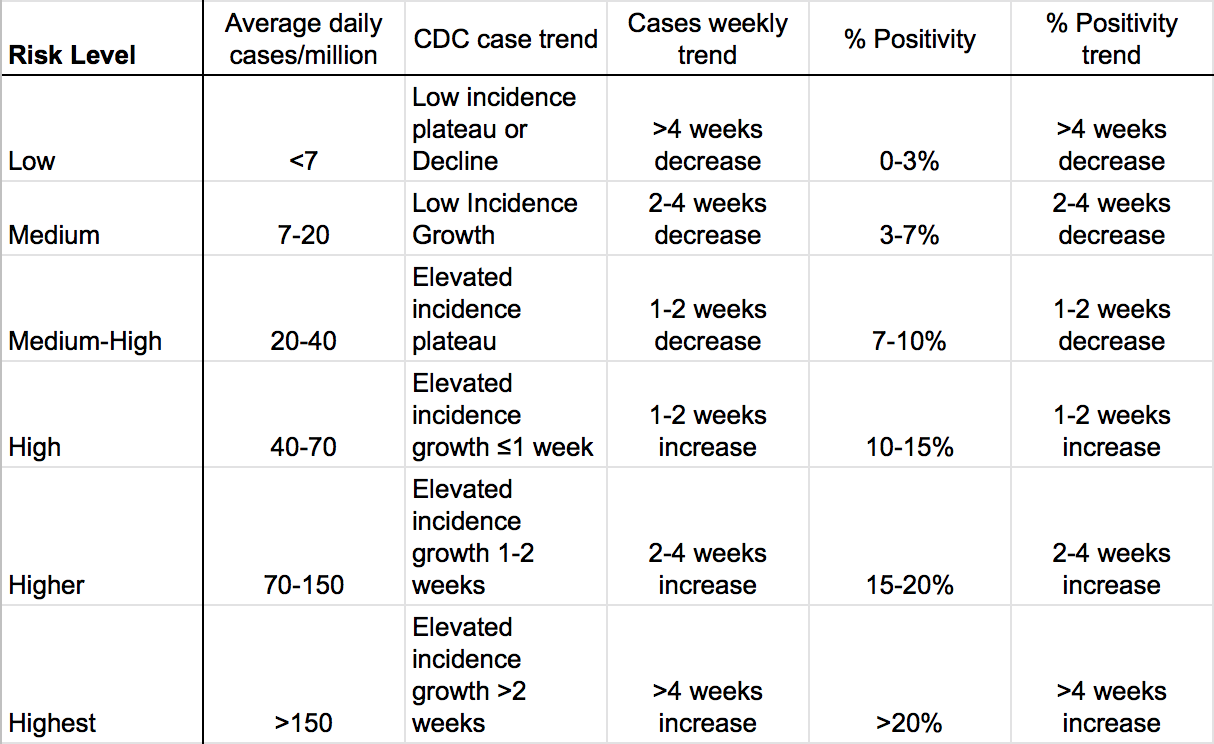 Risk Level
Average daily
cases/million
CDC case trend
Cases weekly
trend
% Positivity
% Positivity
trend
Low
<7
Low incidence
plateau or
Decline
>4 weeks
decrease
0-3%
>4 weeks
decrease
Medium
7-20
Low Incidence
Growth
2-4 weeks
decrease
3-7%
2-4 weeks
decrease
Medium-High
20-40
Elevated
incidence
plateau
1-2 weeks
decrease
7-10%
1-2 weeks
decrease
High
40-70
Elevated
incidence
growth ≤1 week
1-2 weeks
increase
10-15%
1-2 weeks
increase
Higher
70-150
Elevated
incidence
growth 1-2
weeks
2-4 weeks
increase
15-20%
2-4 weeks
increase
Highest
>150
Elevated
incidence
growth >2
weeks
>4 weeks
increase
>20%
>4 weeks
increase